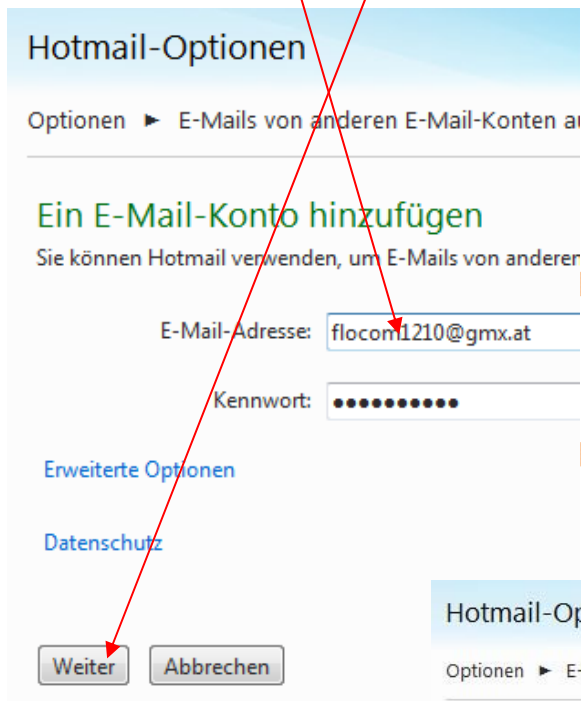 Hotmail-Optionen
Optionen ► E-Mails von anderen E-Mail-Konten
Ein E-Mail-Konto hinzufügen
Sie können Hotmail verwenden, um E-Mails von anderen
E-Mail-Adresse: flocom1210@gmx.at
Kennwort: ●●●●●●●●●●
Erweiterte Optionen
Datenschutz
Weiter Abbrechen
Hotmail-Op
Optionen ► E-